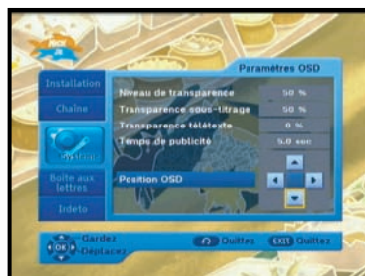 Paramètres OSD
Installation
Chaîne
Système
Boîte aux
lettres
Irdeto
Niveau de transparence 50 %
Transparence sous-titrage 50 %
Transparence télétexte 0 %
Temps de publicité 5.0 sec
Position OSD
OK
Gardez
Déplacez
Quittez
EXIT Quittez